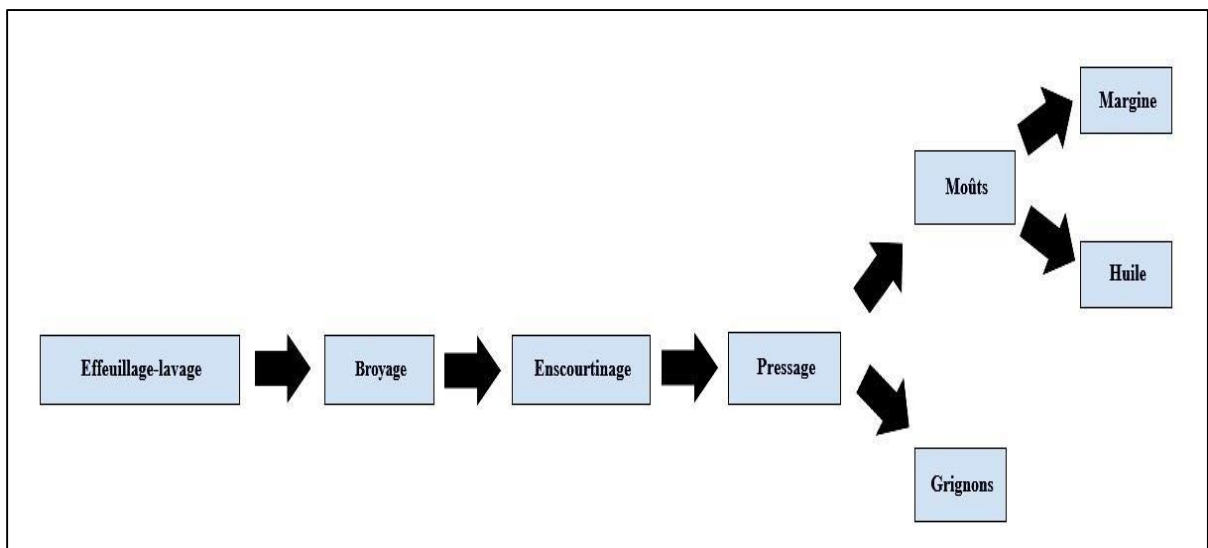 Effeuillage-lavage
Broyage
Enscourtinage
Pressage
Moûts
Margine
Huile
Grignons